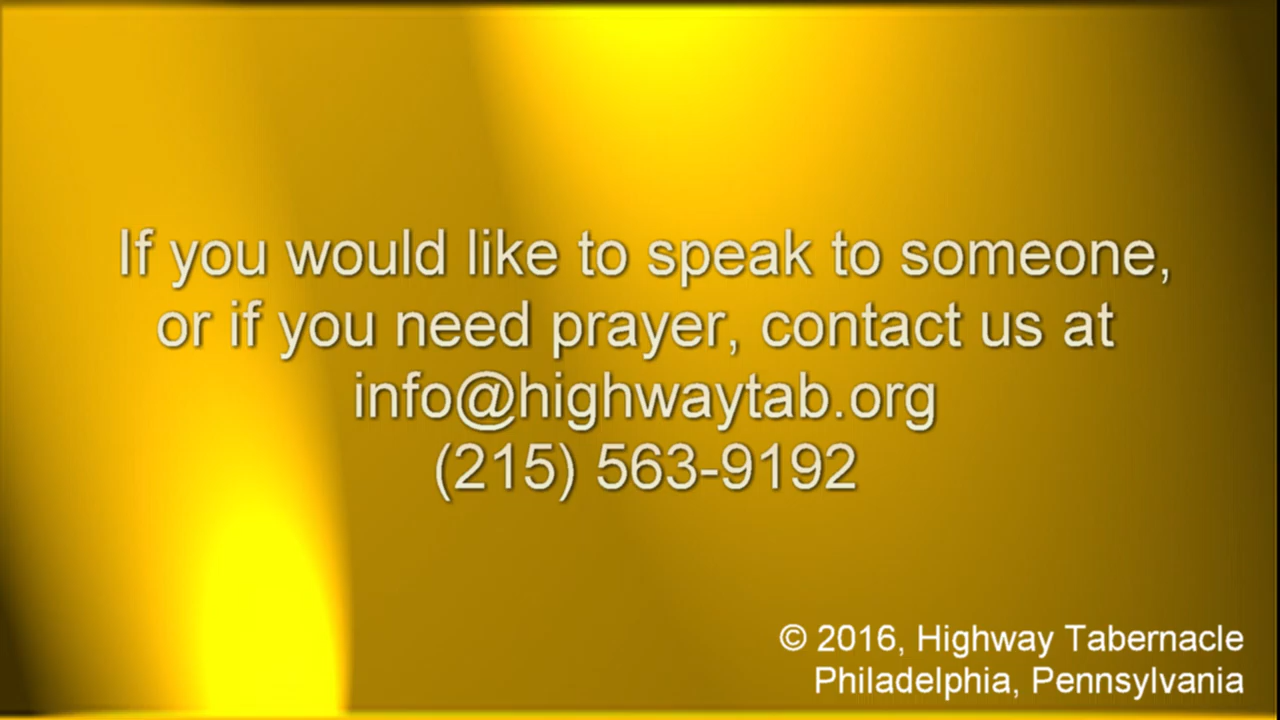 If you would like to speak to someone,
or if you need prayer, contact us at
info@highwaytab.org
(215) 563-9192
© 2016, Highway Tabernacle
Philadelphia, Pennsylvania